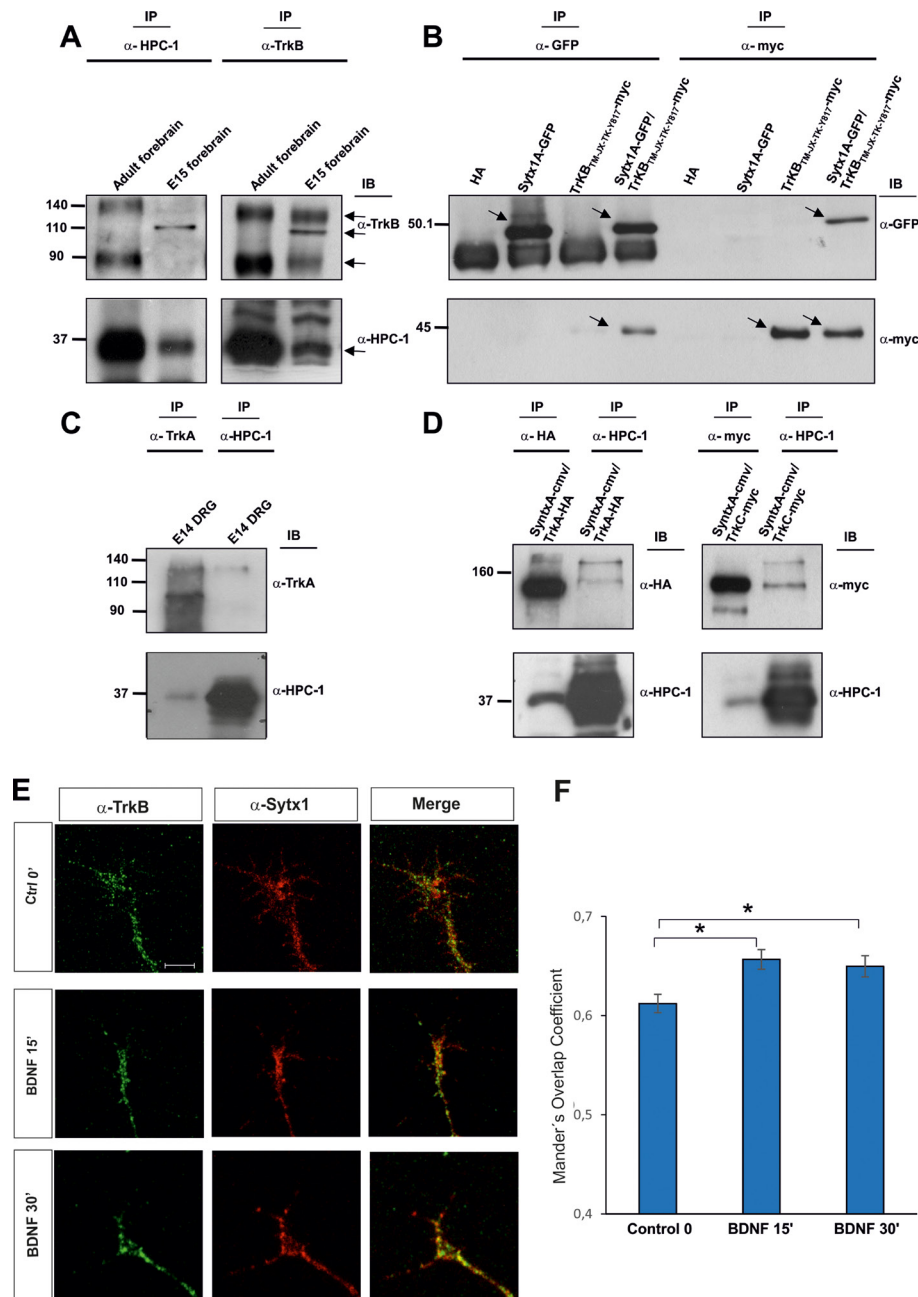 A
IP
α-HPC-1
IP
α-TrkB
Adult forebrain
E15 forebrain
Adult forebrain
E15 forebrain
IB
140
110
90
α-TrkB
37
α-HPC-1
B
IP
α-GFP
IP
α-myc
HA
Sytx1A-GFP
TrKBTM-JX-TK-Y817-myc
Sytx1A-GFP/
TrKBTM-JX-TK-Y817-myc
HA
Sytx1A-GFP
TrKBTM-JX-TK-Y817-myc
Sytx1A-GFP/
TrKBTM-JX-TK-Y817-myc
IB
50.1
α-GFP
45
α-myc
C
IP
α-TrkA
IP
α-HPC-1
E14 DRG
E14 DRG
IB
140
110
90
α-TrkA
37
α-HPC-1
D
IP
α-HA
IP
α-HPC-1
IP
α-myc
IP
α-HPC-1
SyntxA-cmv/
TrkA-HA
SyntxA-cmv/
TrkA-HA
SyntxA-cmv/
TrkC-myc
SyntxA-cmv/
TrkC-myc
IB
IB
160
α-HA
α-myc
37
α-HPC-1
α-HPC-1
E
α-TrkB
α-Sytx1
Merge
Ctrl 0'
BDNF 15'
BDNF 30'
F
Mander´s Overlap Coefficient
0,7
0,6
0,5
0,4
*
*
Control 0
BDNF 15'
BDNF 30'